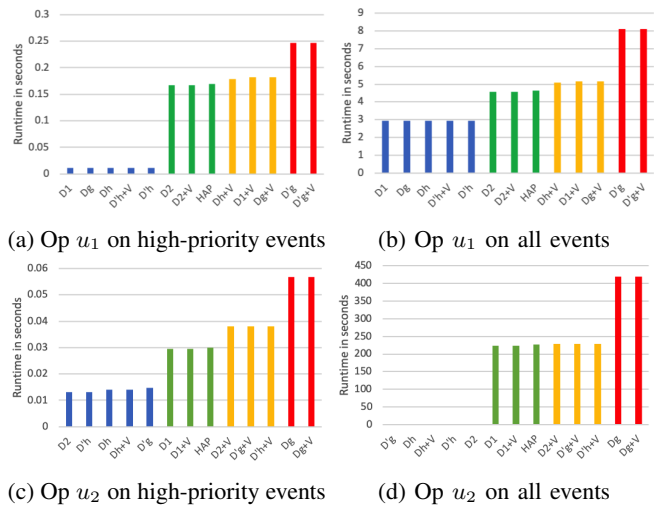 0.3
0.25
0.2
0.15
0.1
0.05
0
Runtime in seconds
D1 Dg Dh D'h+V D'h D2 D2+V HAP Dh+V D1+V Dg+V D'g D'g+V
(a) Op u1 on high-priority events
9
8
7
6
5
4
3
2
1
0
Runtime in seconds
D1 Dg Dh D'h+V D'h D2 D2+V HAP Dh+V D1+V Dg+V D'g D'g+V
(b) Op u1 on all events
0.06
0.05
0.04
0.03
0.02
0.01
0
Runtime in seconds
D2 D'h Dh Dh+V D'g D1 D1+V HAP D2+V D'g+V D'h+V Dg Dg+V
(c) Op u2 on high-priority events
450
400
350
300
250
200
150
100
50
0
Runtime in seconds
D'g Dh Dh+V D'h D2 D1 D1+V HAP D2+V D'g+V D'h+V Dg Dg+V
(d) Op u2 on all events